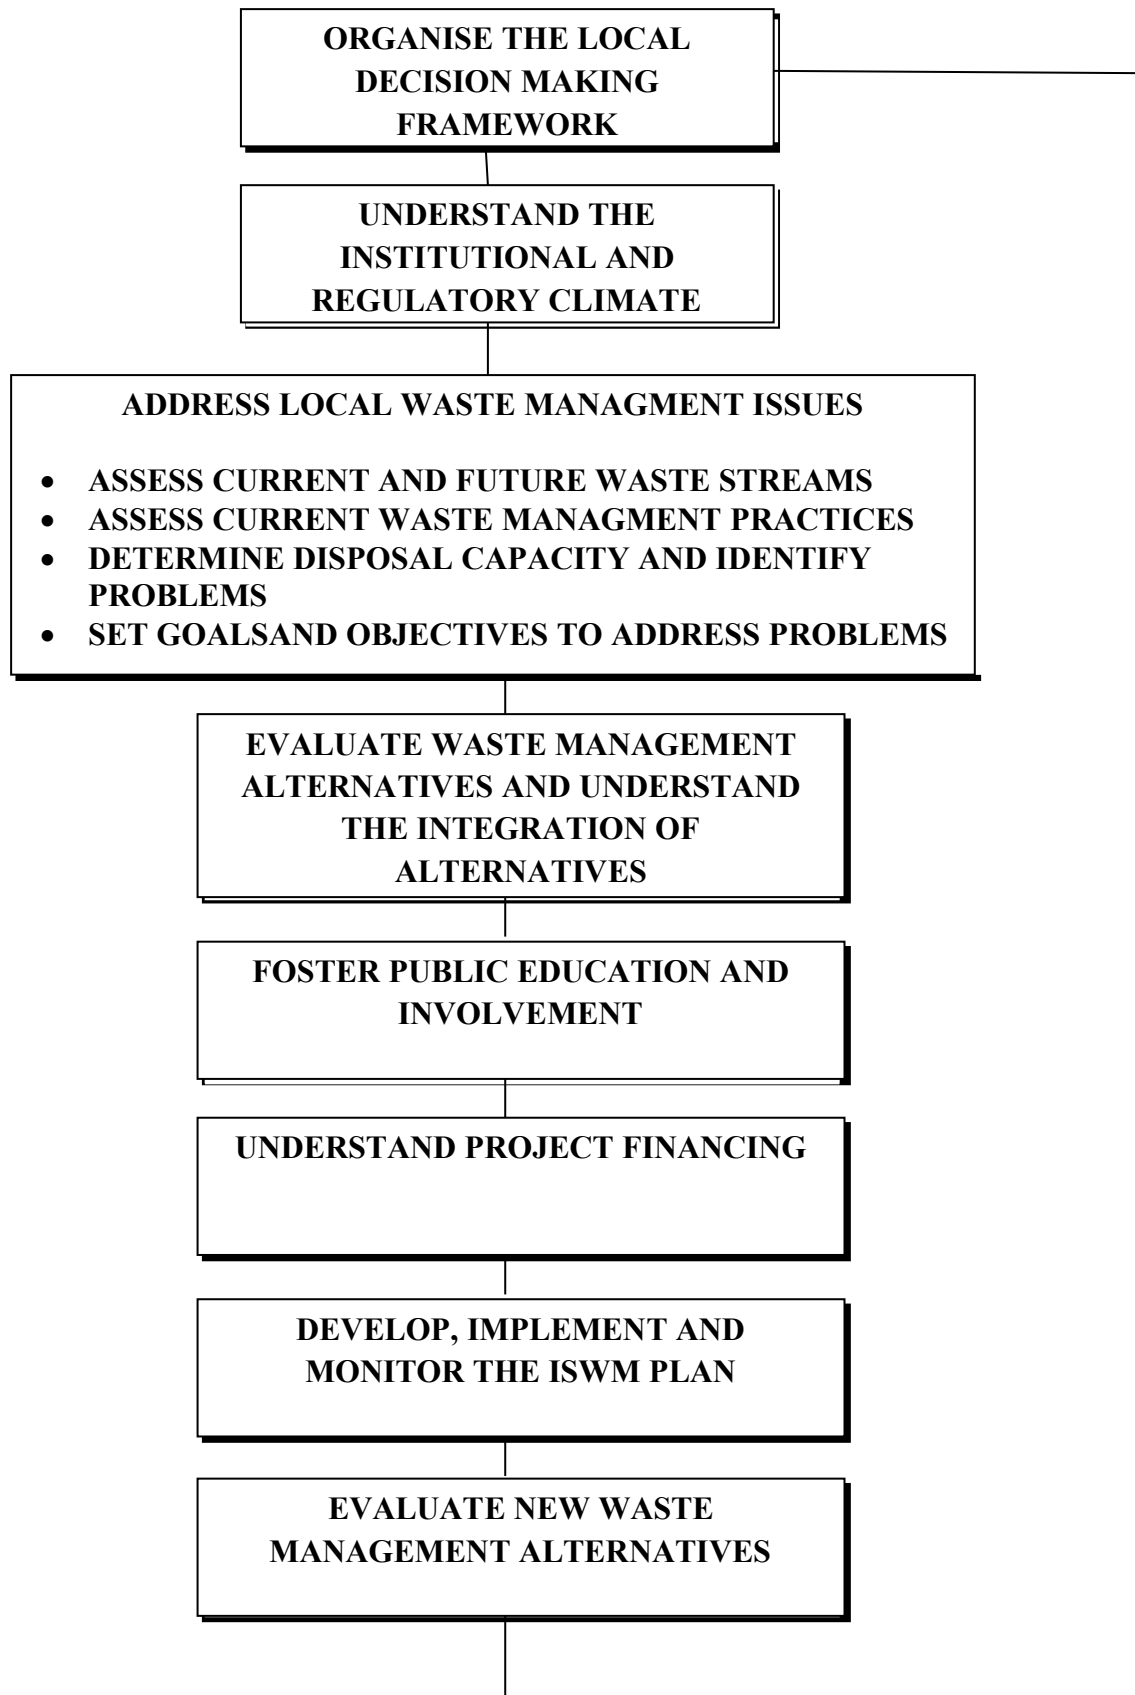 ORGANISE THE LOCAL
DECISION MAKING
FRAMEWORK
UNDERSTAND THE
INSTITUTIONAL AND
REGULATORY CLIMATE
ADDRESS LOCAL WASTE MANAGMENT ISSUES
• ASSESS CURRENT AND FUTURE WASTE STREAMS
• ASSESS CURRENT WASTE MANAGMENT PRACTICES
• DETERMINE DISPOSAL CAPACITY AND IDENTIFY
PROBLEMS
• SET GOALSAND OBJECTIVES TO ADDRESS PROBLEMS
EVALUATE WASTE MANAGEMENT
ALTERNATIVES AND UNDERSTAND
THE INTEGRATION OF
ALTERNATIVES
FOSTER PUBLIC EDUCATION AND
INVOLVEMENT
UNDERSTAND PROJECT FINANCING
DEVELOP, IMPLEMENT AND
MONITOR THE ISWM PLAN
EVALUATE NEW WASTE
MANAGEMENT ALTERNATIVES